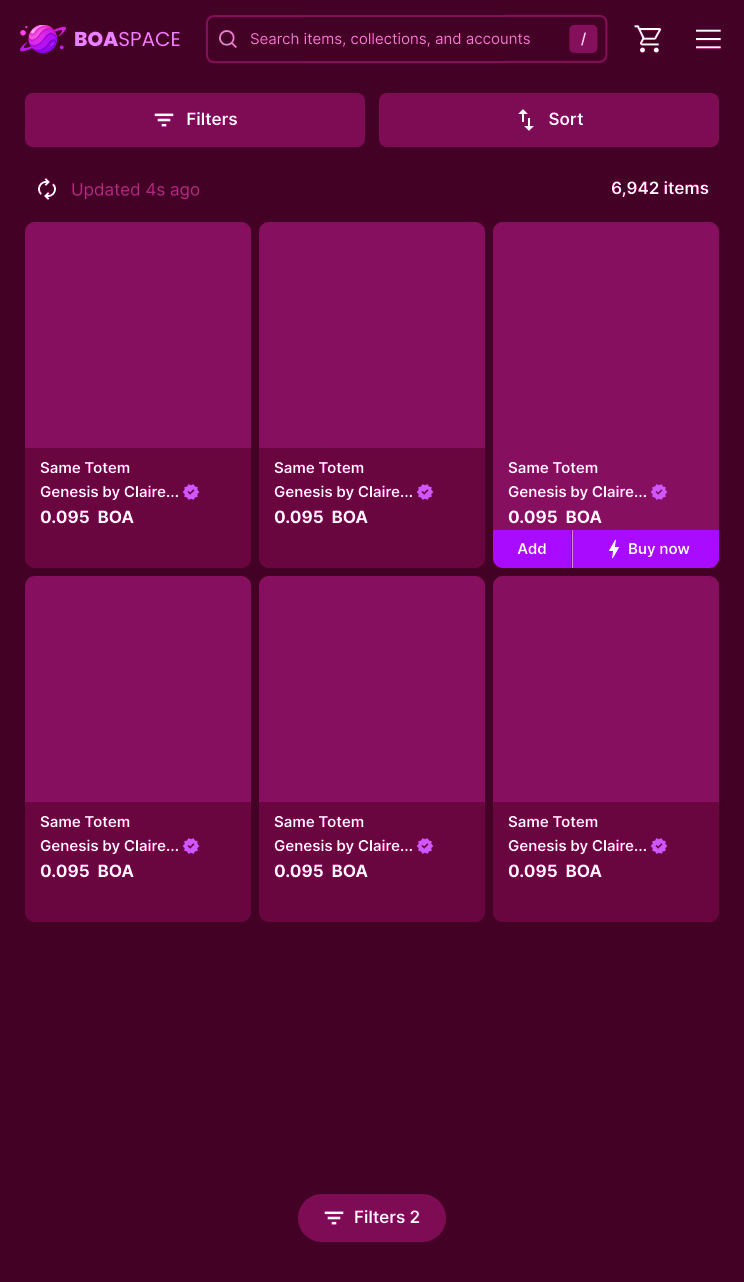 BOASPACE
Search items, collections, and accounts /
Filters
Sort
Updated 4s ago
6,942 items
Same Totem
Genesis by Claire...
0.095 BOA
Same Totem
Genesis by Claire...
0.095 BOA
Same Totem
Genesis by Claire...
0.095 BOA
Add
Buy now
Same Totem
Genesis by Claire...
0.095 BOA
Same Totem
Genesis by Claire...
0.095 BOA
Same Totem
Genesis by Claire...
0.095 BOA
Filters 2